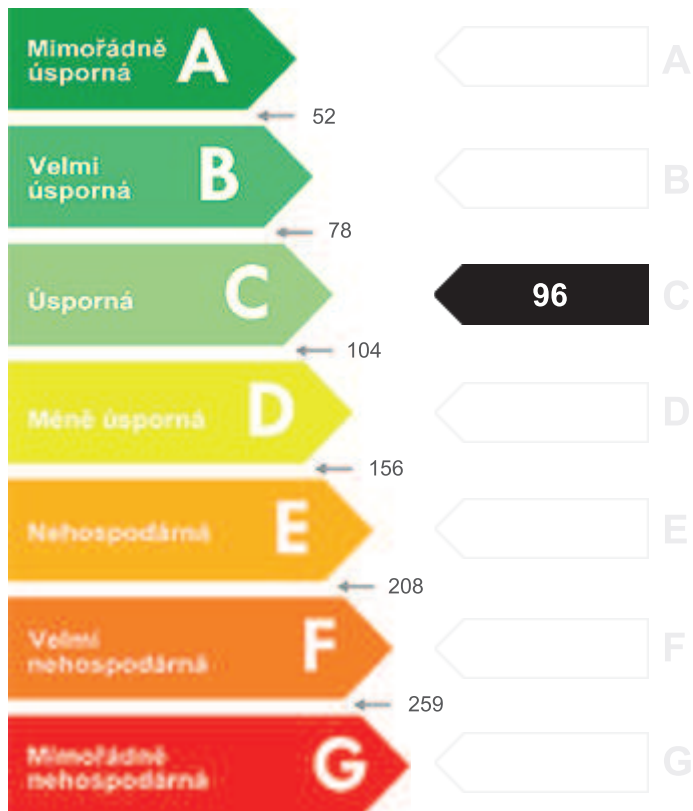 Mimořádně
úsporná
A
A
52
Velmi
úsporná
B
B
78
Úsporná
C
96
C
104
Méně úsporná
D
D
156
Nehospodárná
E
E
208
Velmi
nehospodárná
F
F
259
Mimořádně
nehospodárná
G
G